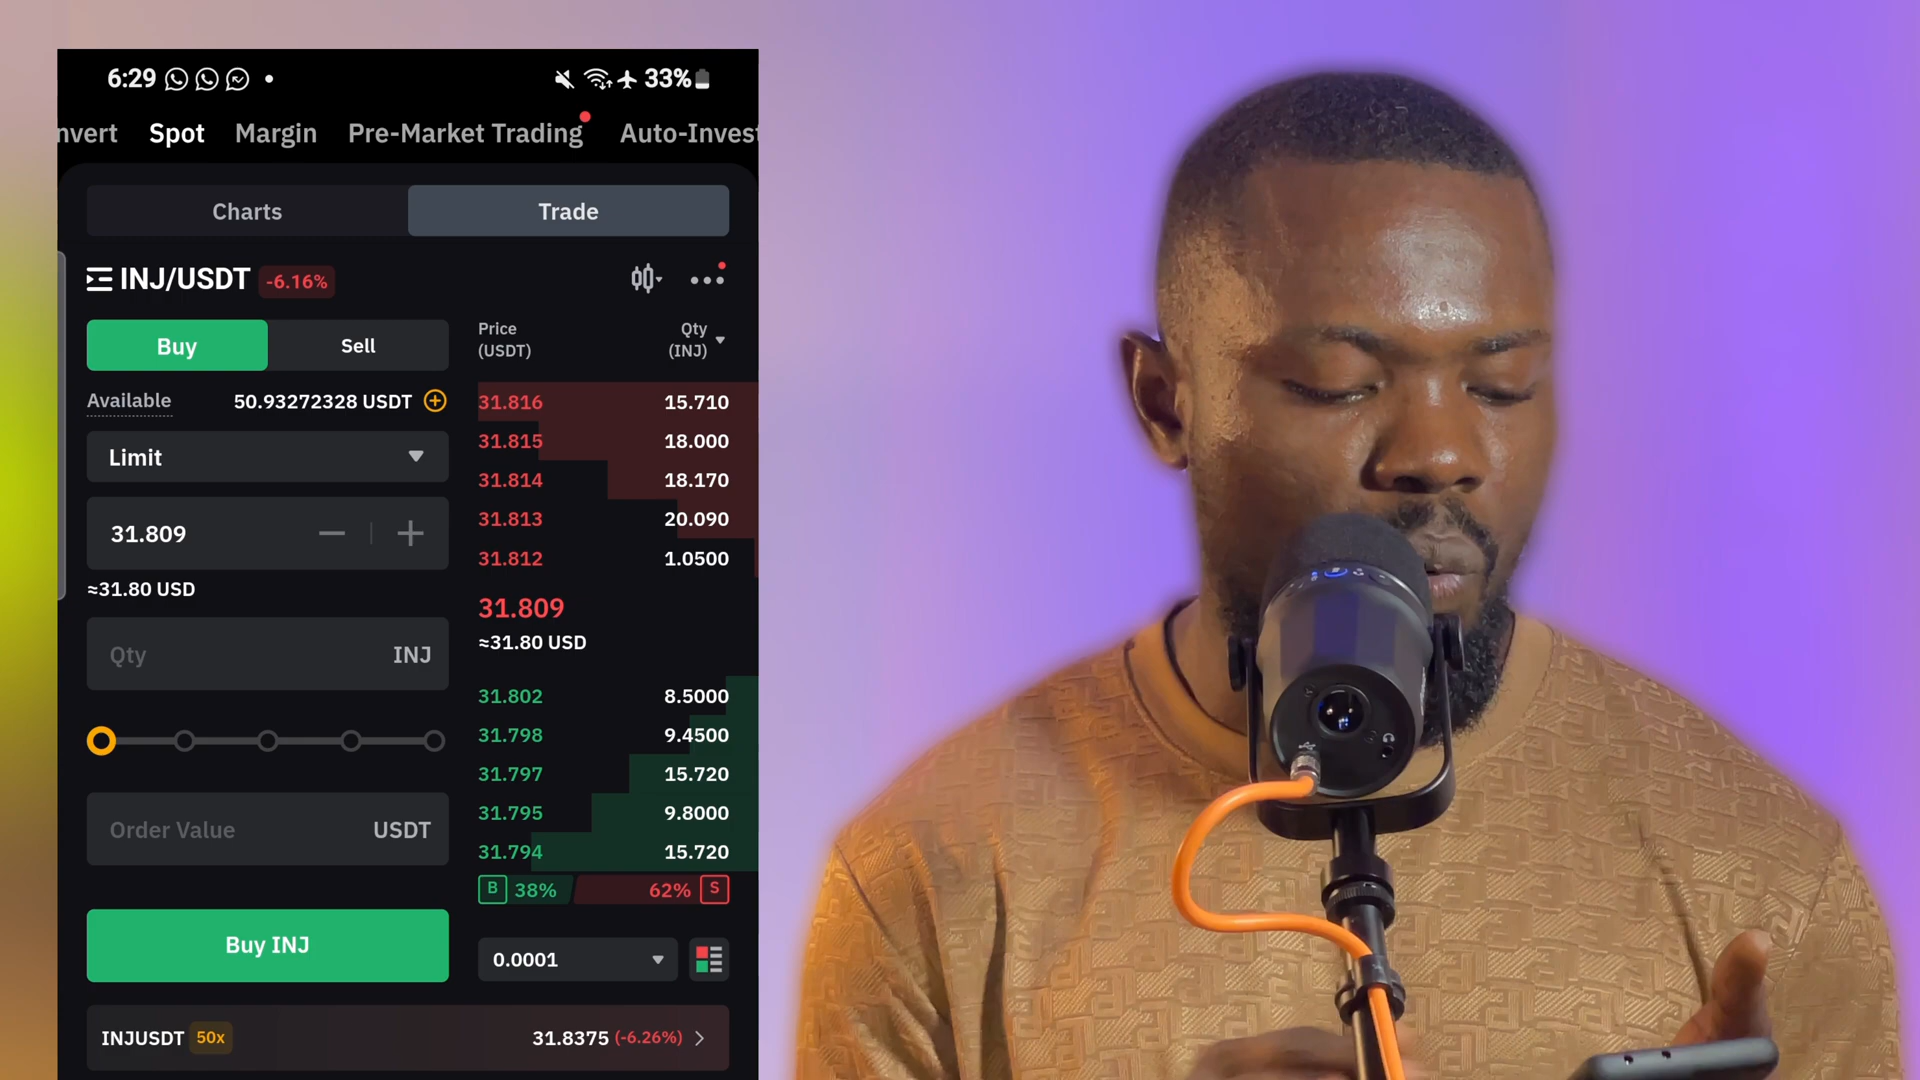 6:29 33%
nvert Spot Margin Pre-Market Trading Auto-Invest
Charts Trade
INJ/USDT -6.16%
Buy Sell
Available 50.93272328 USDT
Limit
31.809
≈31.80 USD
Qty INJ
Order Value USDT
Buy INJ
Price Qty
(USDT) (INJ)
31.816 15.710
31.815 18.000
31.814 18.170
31.813 20.090
31.812 1.0500
31.809
≈31.80 USD
31.802 8.5000
31.798 9.4500
31.797 15.720
31.795 9.8000
31.794 15.720
B 38% 62% S
0.0001
INJUSDT 50x 31.8375 (-6.26%)